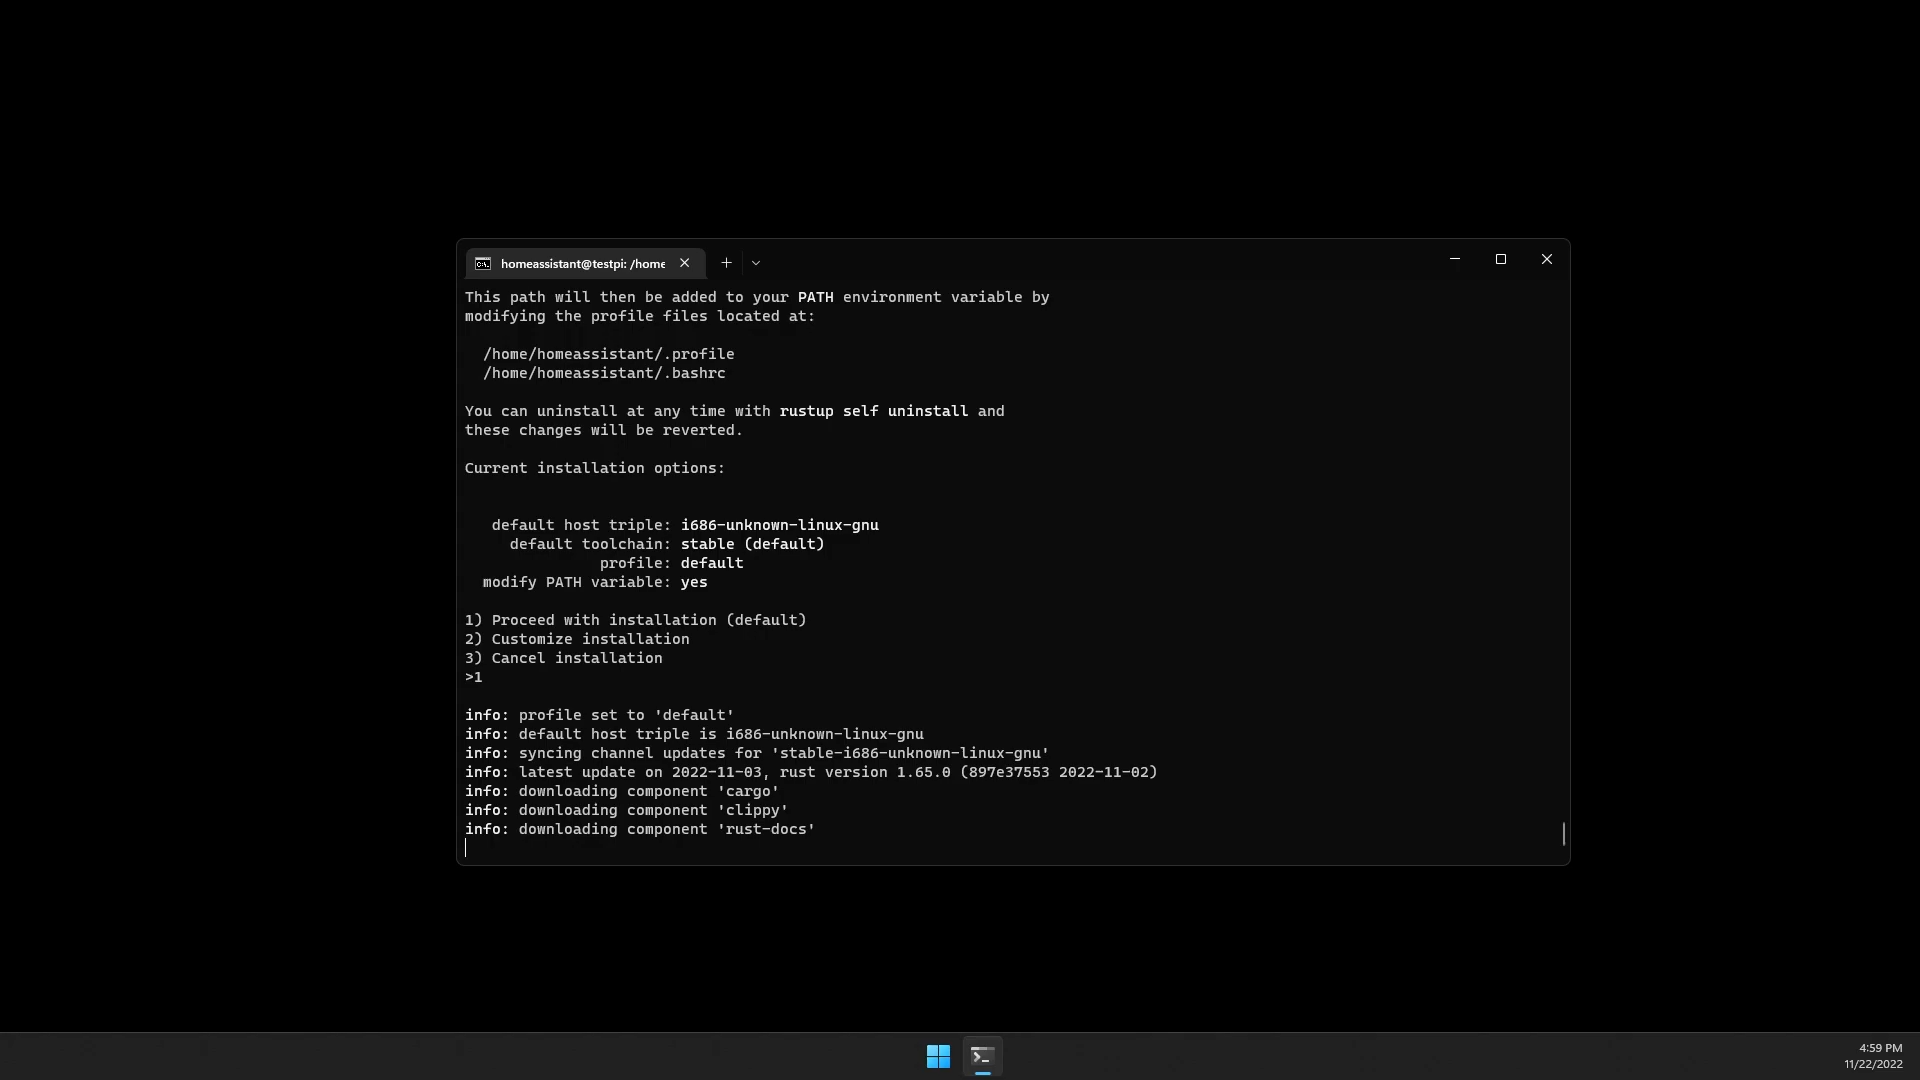 homeassistant@testpi: /home
This path will then be added to your PATH environment variable by
modifying the profile files located at:
/home/homeassistant/.profile
/home/homeassistant/.bashrc
You can uninstall at any time with rustup self uninstall and
these changes will be reverted.
Current installation options:
default host triple: i686-unknown-linux-gnu
default toolchain: stable (default)
profile: default
modify PATH variable: yes
1) Proceed with installation (default)
2) Customize installation
3) Cancel installation
>1
info: profile set to 'default'
info: default host triple is i686-unknown-linux-gnu
info: syncing channel updates for 'stable-i686-unknown-linux-gnu'
info: latest update on 2022-11-03, rust version 1.65.0 (897e37553 2022-11-02)
info: downloading component 'cargo'
info: downloading component 'clippy'
info: downloading component 'rust-docs'
4:59 PM
11/22/2022